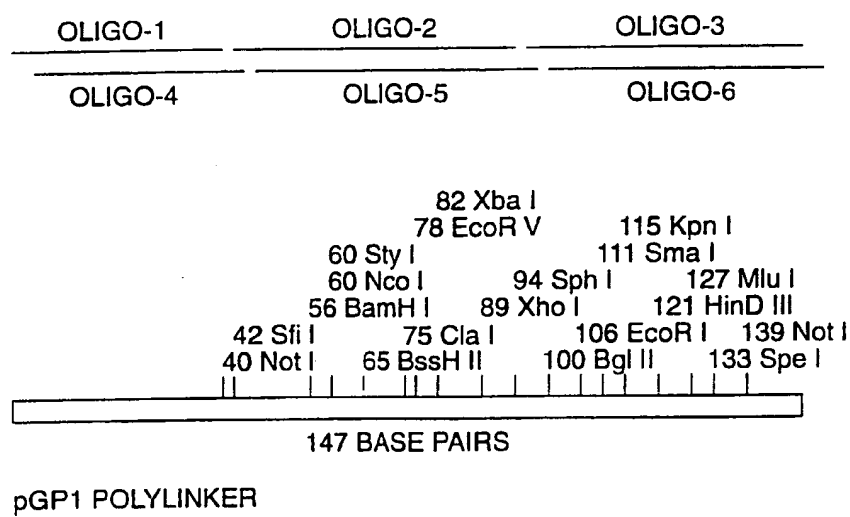 OLIGO-1 OLIGO-2 OLIGO-3
OLIGO-4 OLIGO-5 OLIGO-6
82 Xba I
78 EcoR V 115 Kpn I
60 Sty I 111 Sma I
60 Nco I 94 Sph I 127 Mlu I
56 BamH I 89 Xho I 121 HinD III
42 Sfi I 75 Cla I 106 EcoR I 139 Not I
40 Not I 65 BssH II 100 Bgl II 133 Spe I
147 BASE PAIRS
pGP1 POLYLINKER